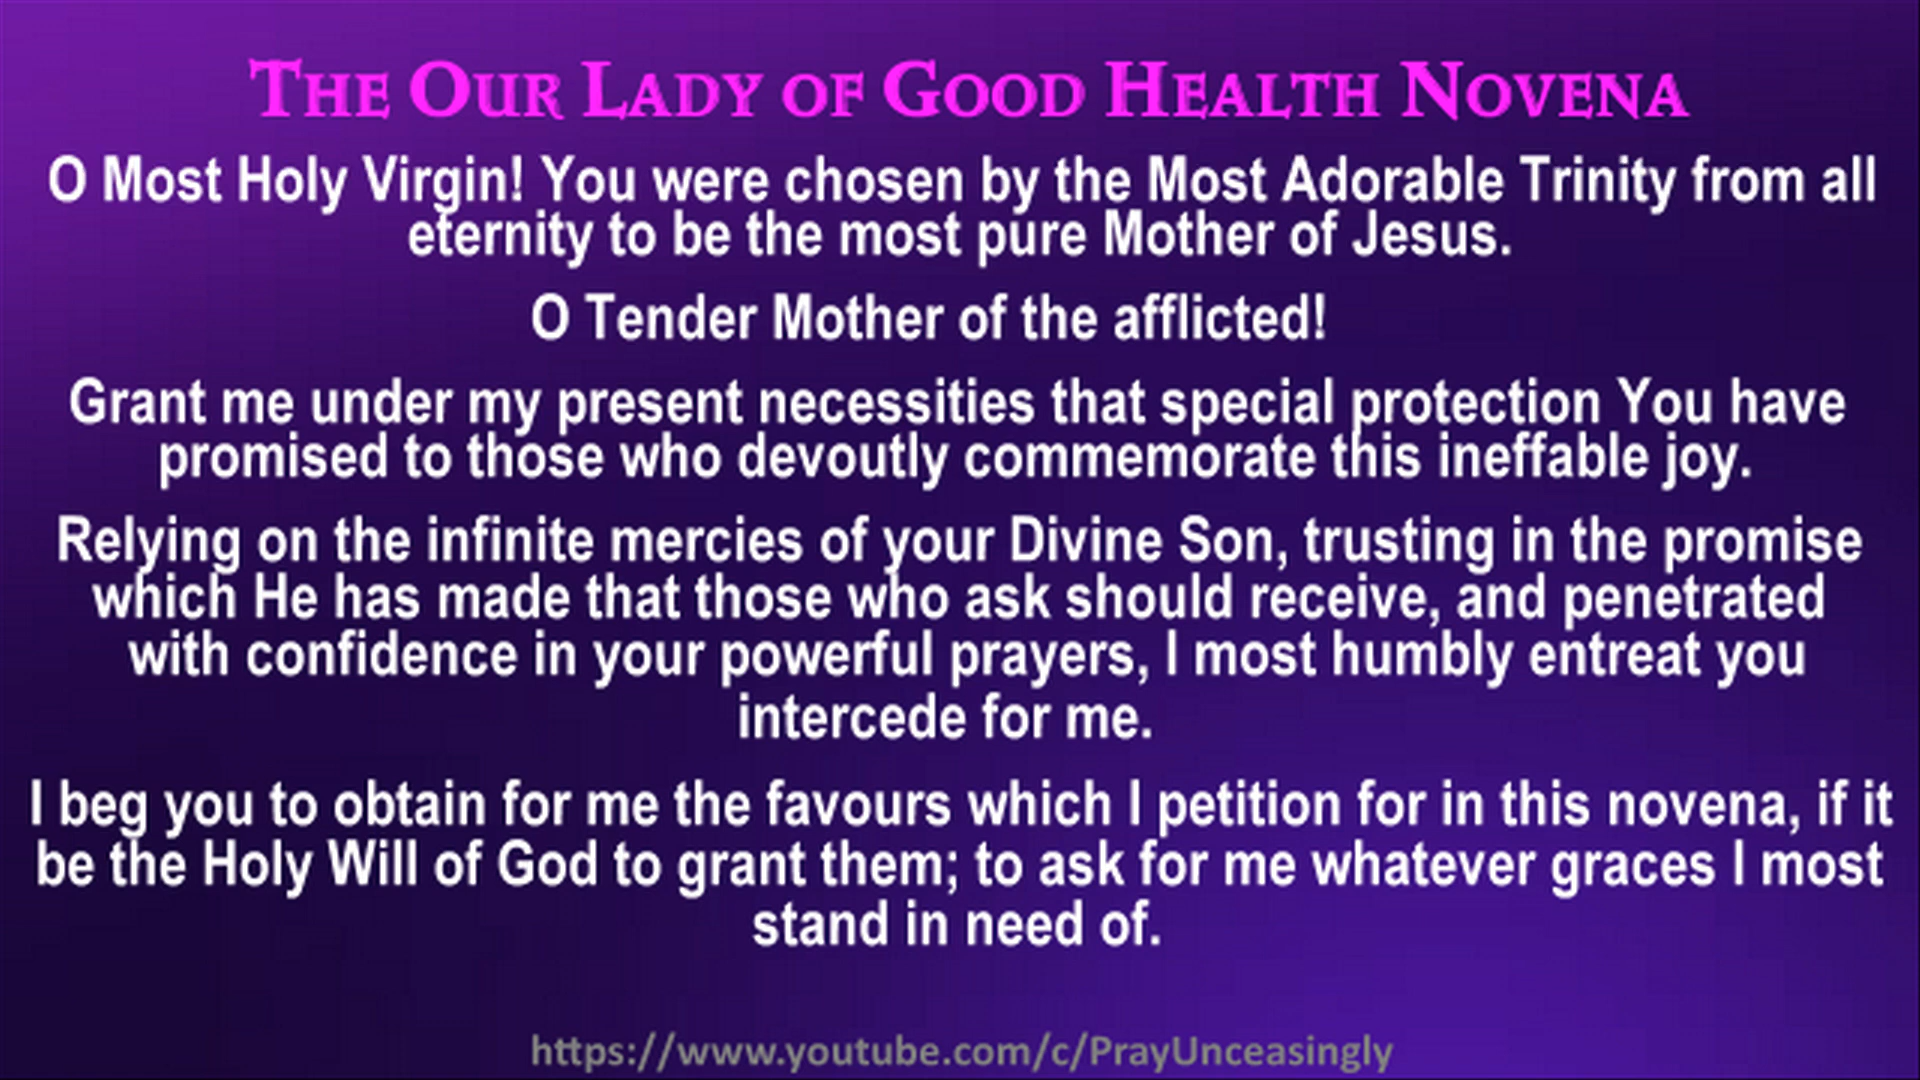 The Our Lady of Good Health Novena
O Most Holy Virgin! You were chosen by the Most Adorable Trinity from all
eternity to be the most pure Mother of Jesus.
O Tender Mother of the afflicted!
Grant me under my present necessities that special protection You have
promised to those who devoutly commemorate this ineffable joy.
Relying on the infinite mercies of your Divine Son, trusting in the promise
which He has made that those who ask should receive, and penetrated
with confidence in your powerful prayers, I most humbly entreat you
intercede for me.
I beg you to obtain for me the favours which I petition for in this novena, if it
be the Holy Will of God to grant them; to ask for me whatever graces I most
stand in need of.
https://www.youtube.com/c/PrayUnceasingly